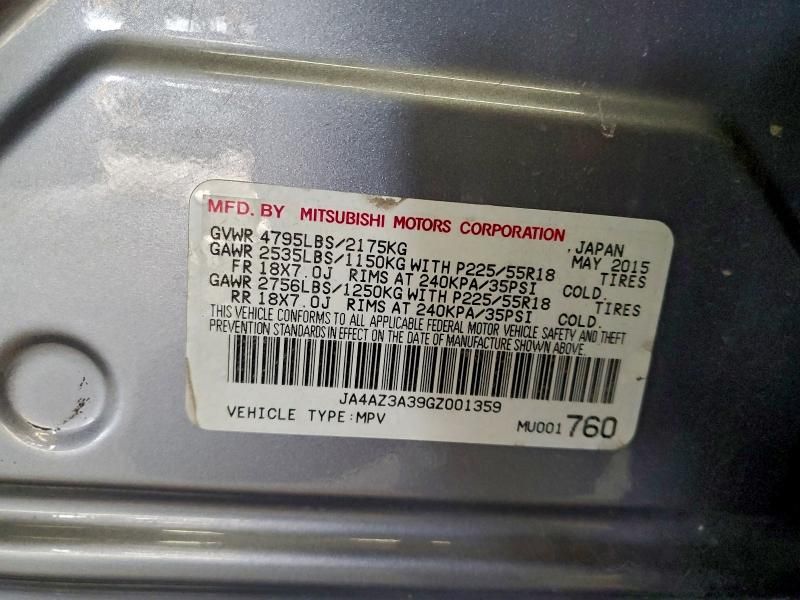 MFD. BY MITSUBISHI MOTORS CORPORATION
GVWR 4795LBS/2175KG , JAPAN
GAWR 2535LBS/1150KG WITH P225/55R18 MAY 2015
FR 18X7.0J RIMS AT 240KPA/35PSI COLD. TIRES
GAWR 2756LBS/1250KG WITH P225/55R18 TIRES
RR 18X7.0J RIMS AT 240KPA/35PSI COLD.
THIS VEHICLE CONFORMS TO ALL APPLICABLE FEDERAL MOTOR VEHICLE SAFETY AND THEFT
PREVENTION STANDARDS IN EFFECT ON THE DATE OF MANUFACTURE SHOWN ABOVE.
JA4AZ3A39GZ001359
VEHICLE TYPE:MPV MU001 760